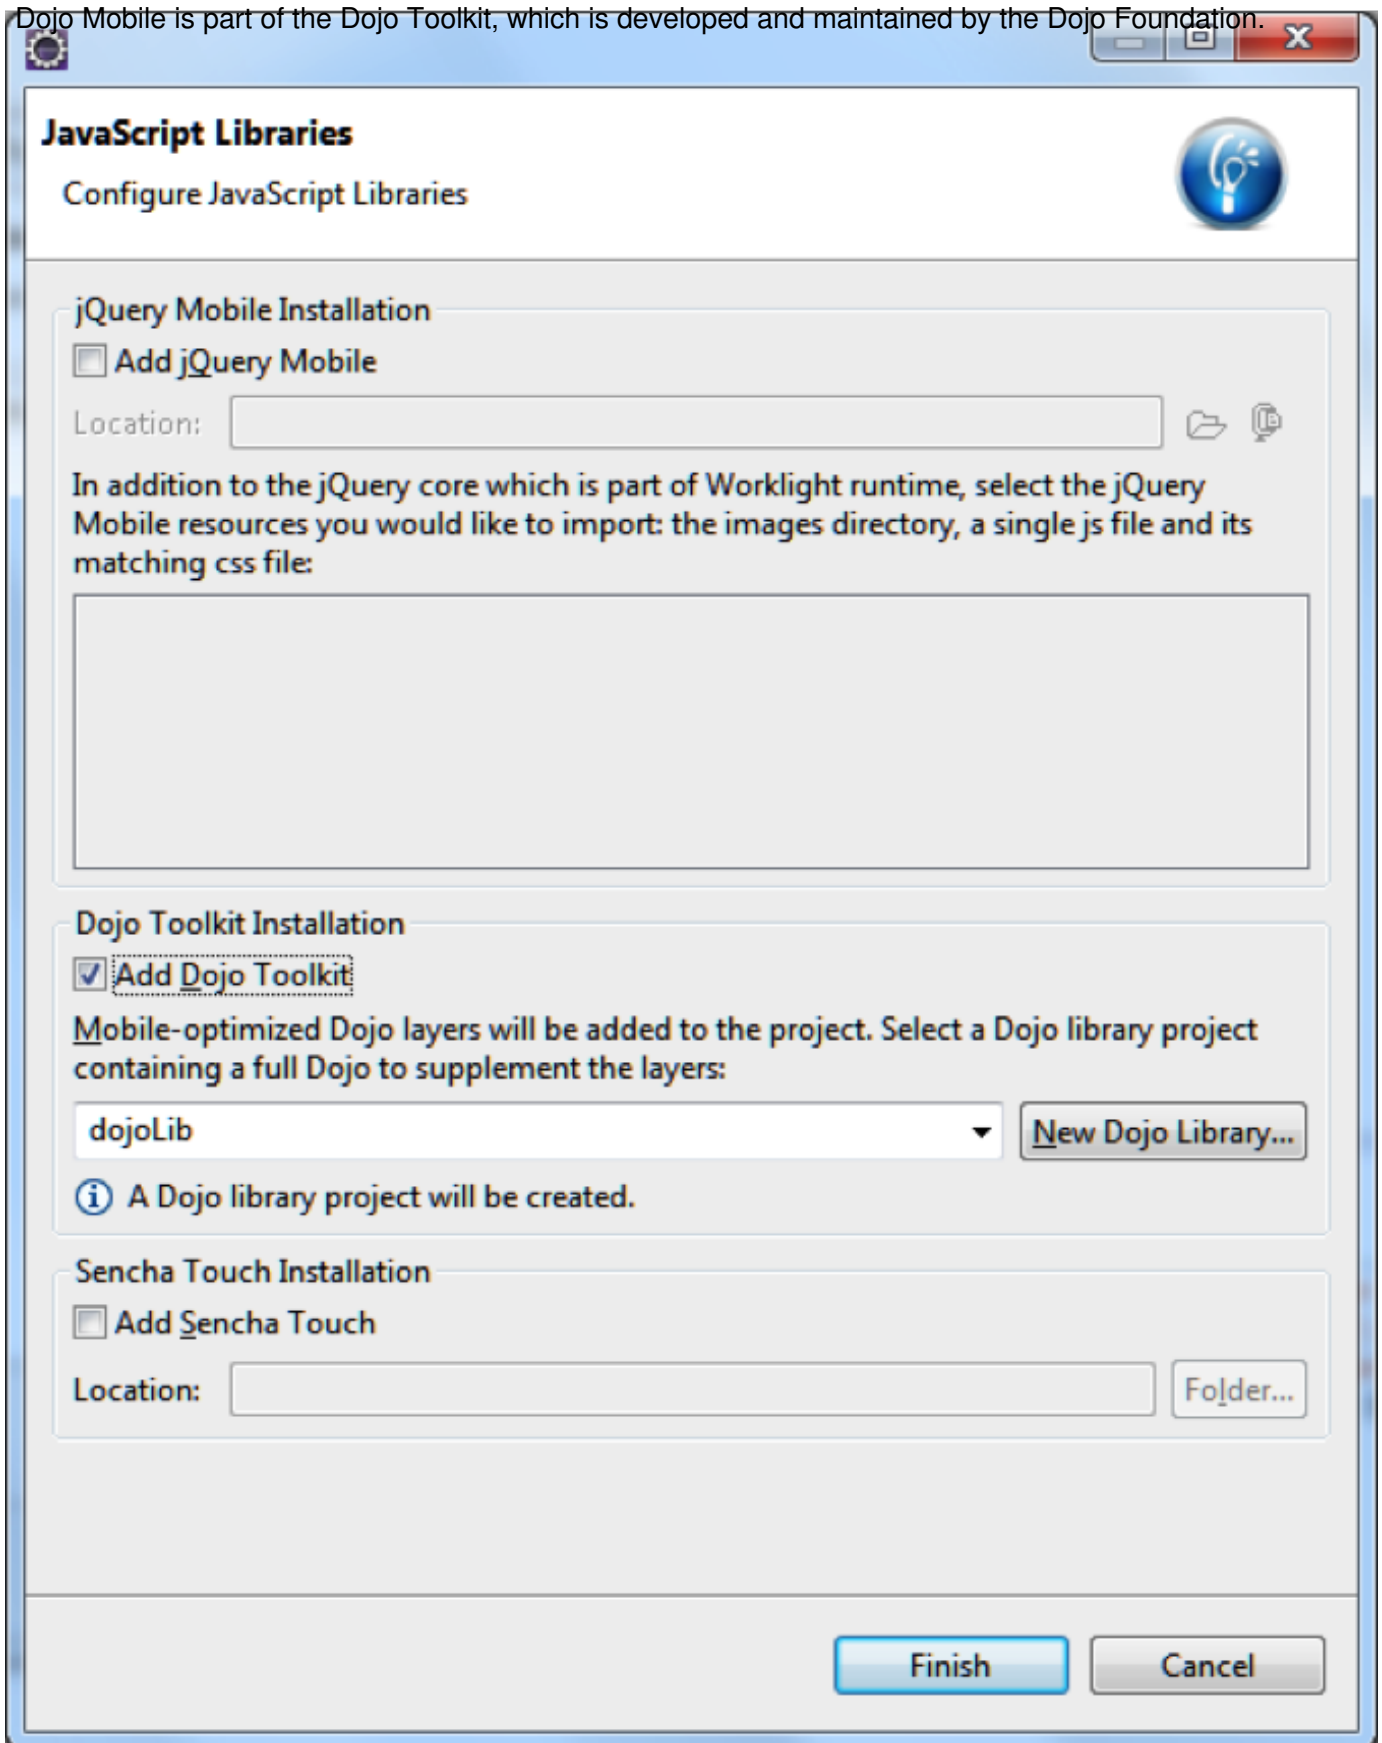 Dojo Mobile is part of the Dojo Toolkit, which is developed and maintained by the Dojo Foundation.
JavaScript Libraries
Configure JavaScript Libraries
jQuery Mobile Installation
Add jQuery Mobile
Location:
In addition to the jQuery core which is part of Worklight runtime, select the jQuery
Mobile resources you would like to import: the images directory, a single js file and its
matching css file:
Dojo Toolkit Installation
Add Dojo Toolkit
Mobile-optimized Dojo layers will be added to the project. Select a Dojo library project
containing a full Dojo to supplement the layers:
dojoLib
New Dojo Library...
A Dojo library project will be created.
Sencha Touch Installation
Add Sencha Touch
Location:
Folder...
Finish
Cancel